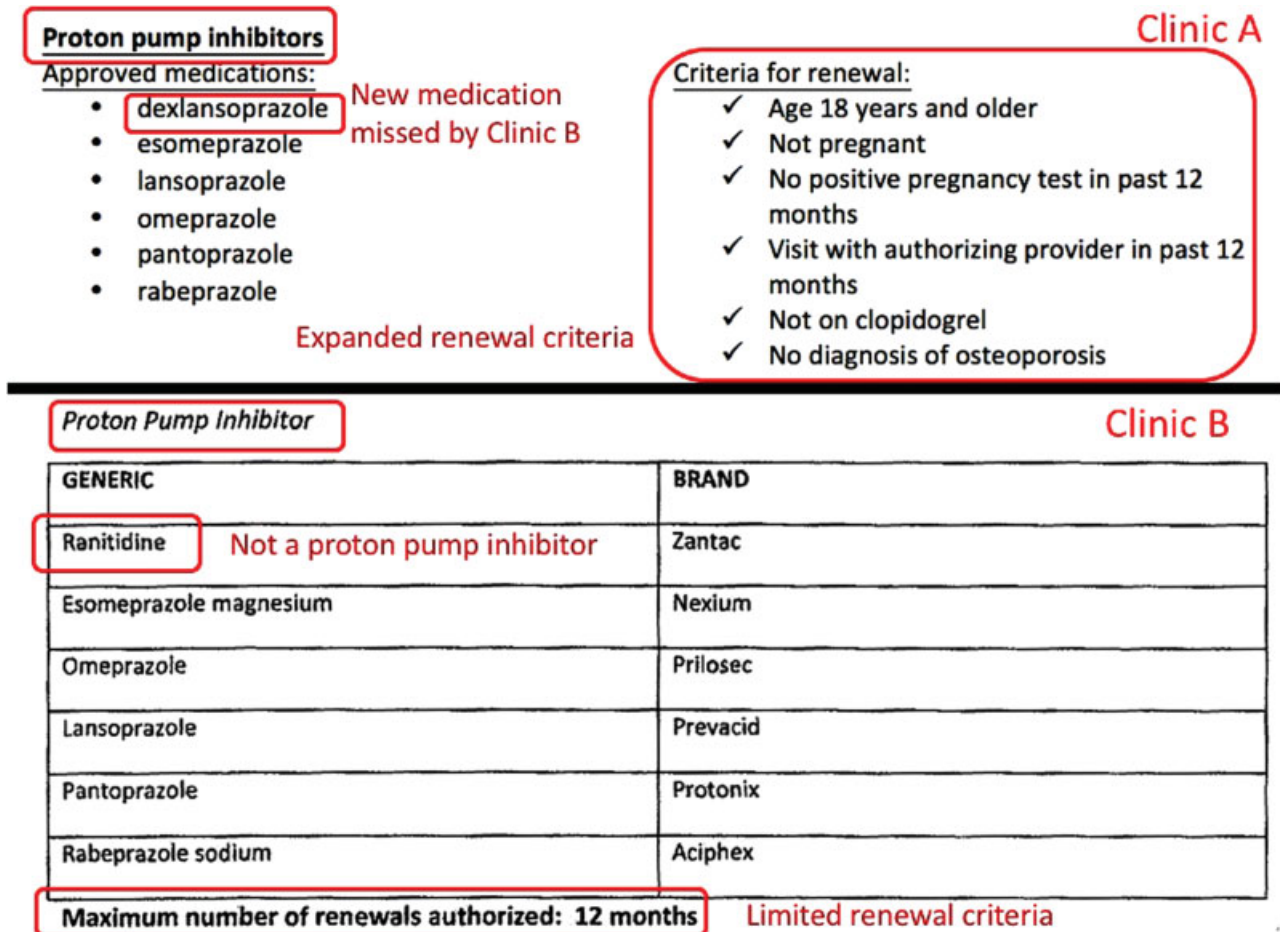 Clinic A
Proton pump inhibitors
Approved medications:
• dexlansoprazole
New medication
missed by Clinic B
• esomeprazole
• lansoprazole
• omeprazole
• pantoprazole
• rabeprazole
Expanded renewal criteria
Criteria for renewal:
✓ Age 18 years and older
✓ Not pregnant
✓ No positive pregnancy test in past 12
months
✓ Visit with authorizing provider in past 12
months
✓ Not on clopidogrel
✓ No diagnosis of osteoporosis
Proton Pump Inhibitor
Clinic B
GENERIC BRAND
Ranitidine Not a proton pump inhibitor Zantac
Esomeprazole magnesium Nexium
Omeprazole Prilosec
Lansoprazole Prevacid
Pantoprazole Protonix
Rabeprazole sodium Aciphex
Maximum number of renewals authorized: 12 months Limited renewal criteria